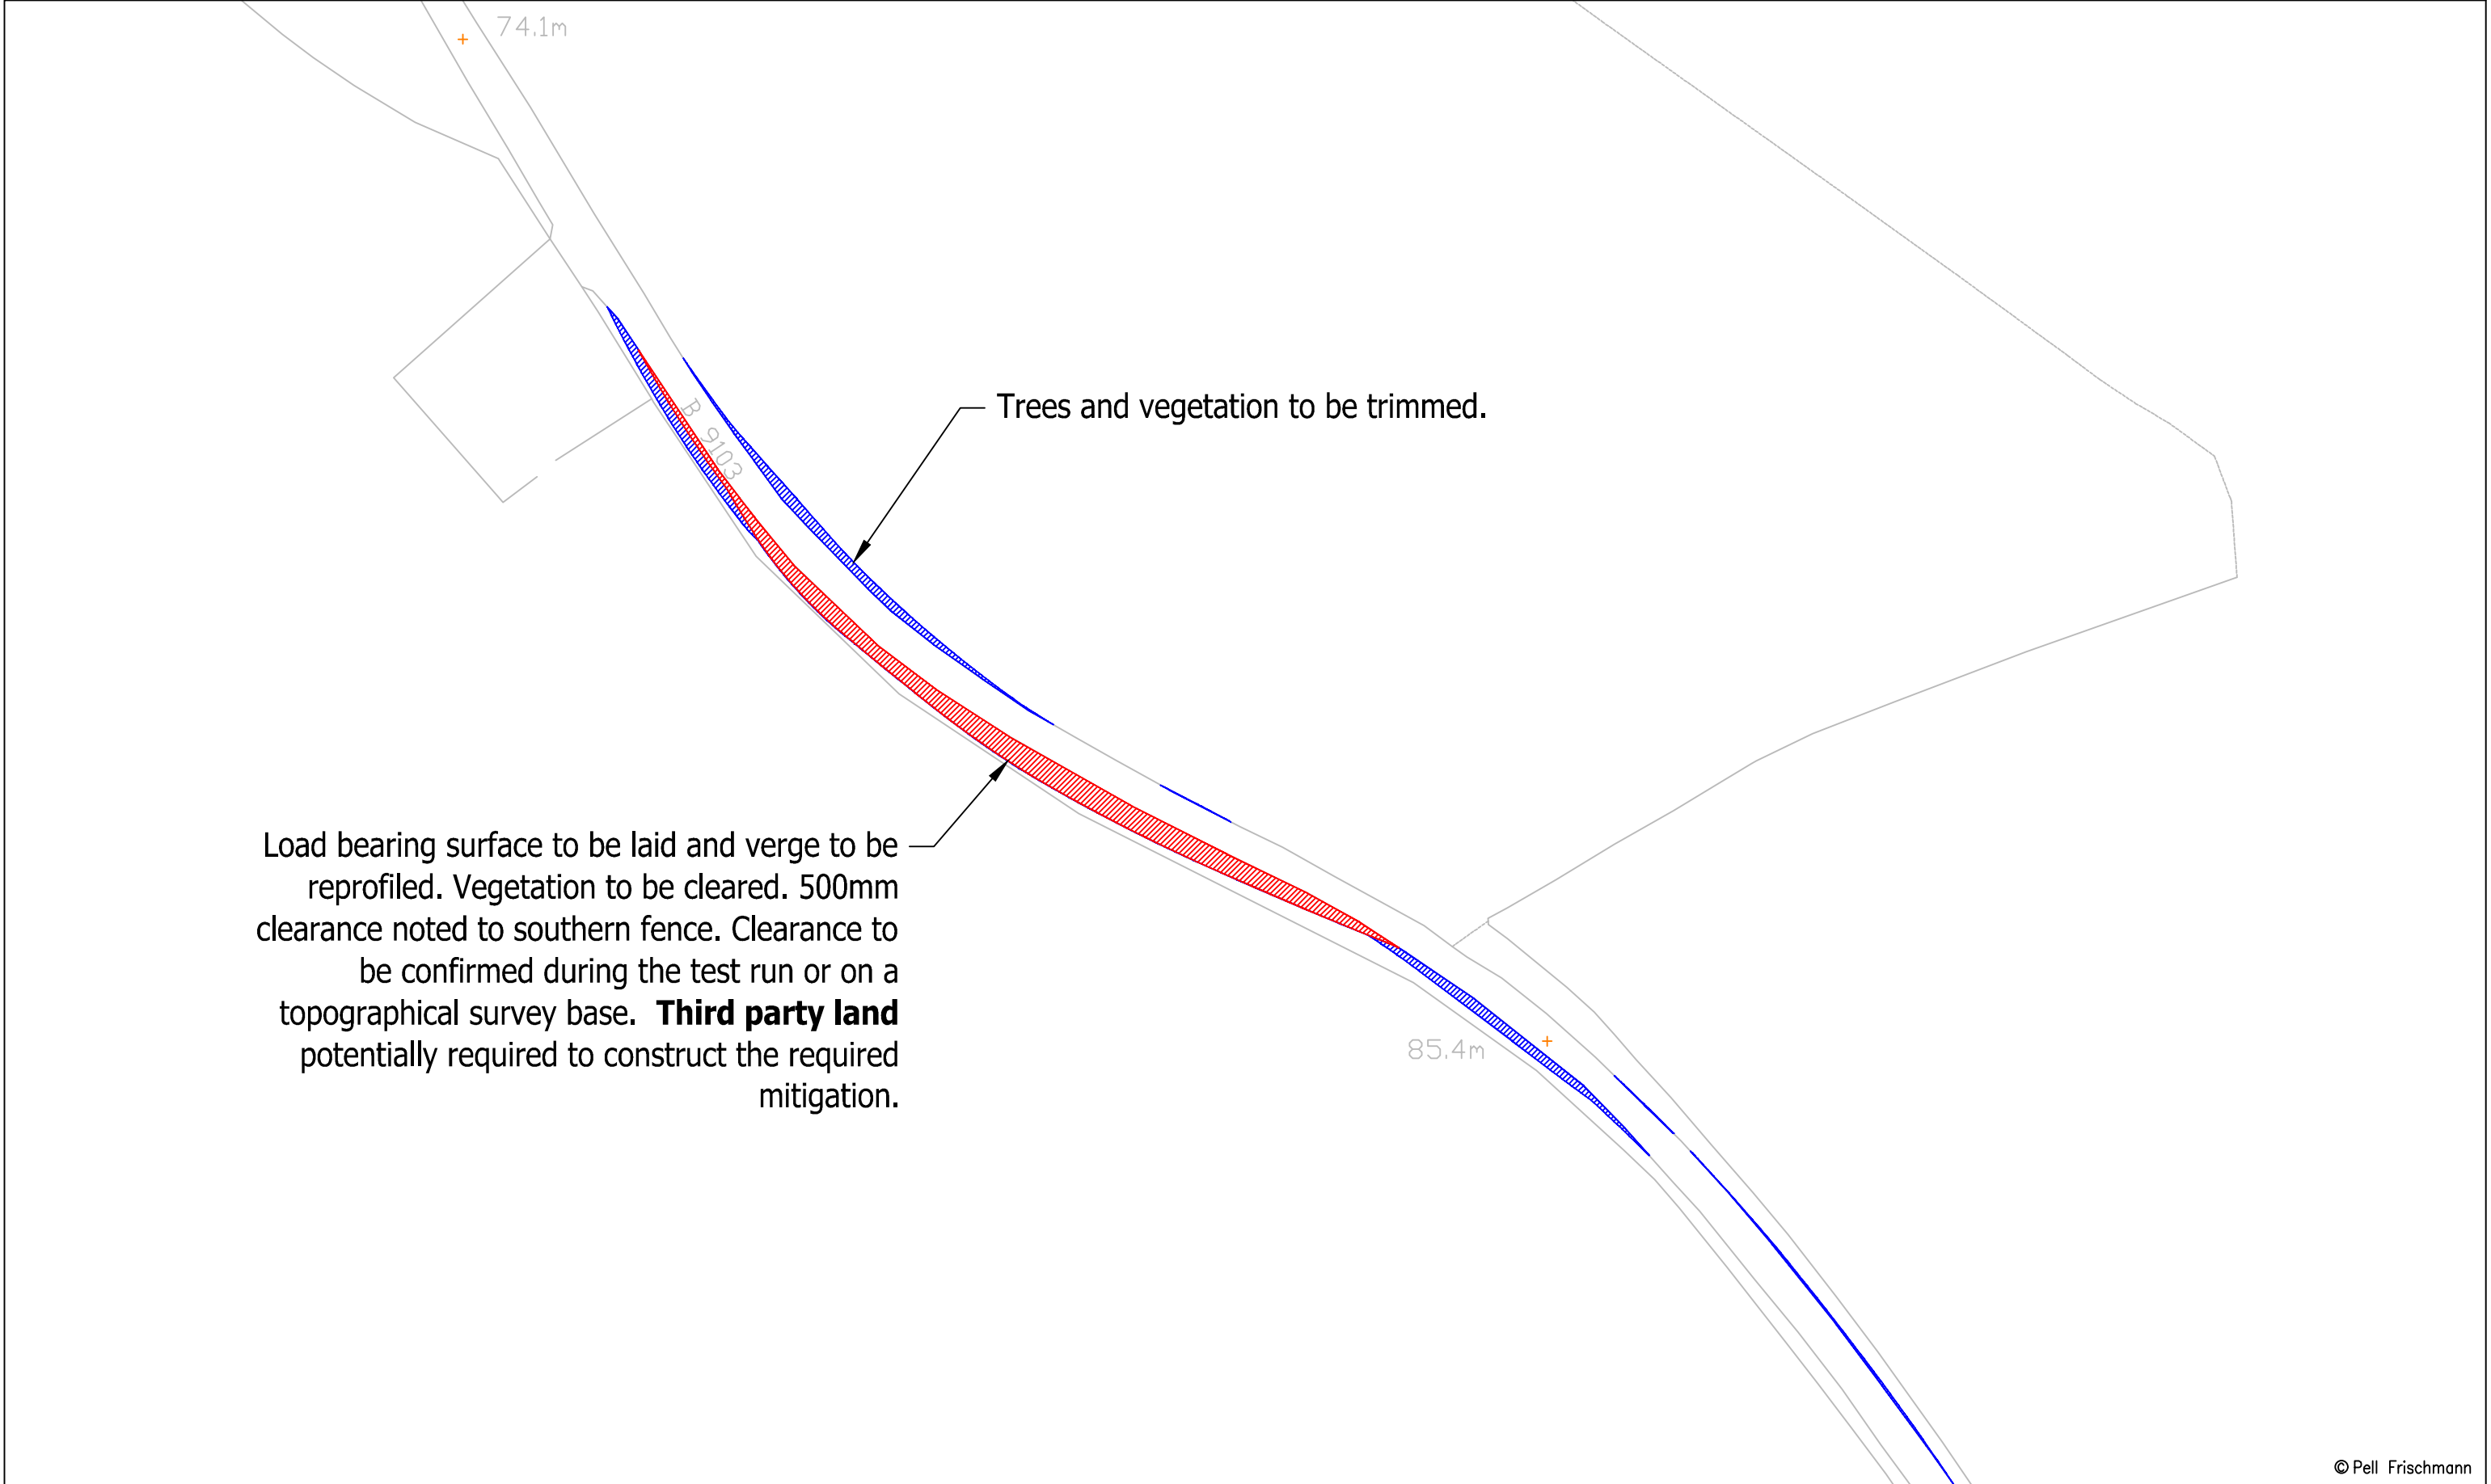 74.1m
Trees and vegetation to be trimmed.
B 9103
Load bearing surface to be laid and verge to be
reprofiled. Vegetation to be cleared. 500mm
clearance noted to southern fence. Clearance to
be confirmed during the test run or on a
topographical survey base. Third party land
potentially required to construct the required
mitigation.
85.4m
© Pell Frischmann